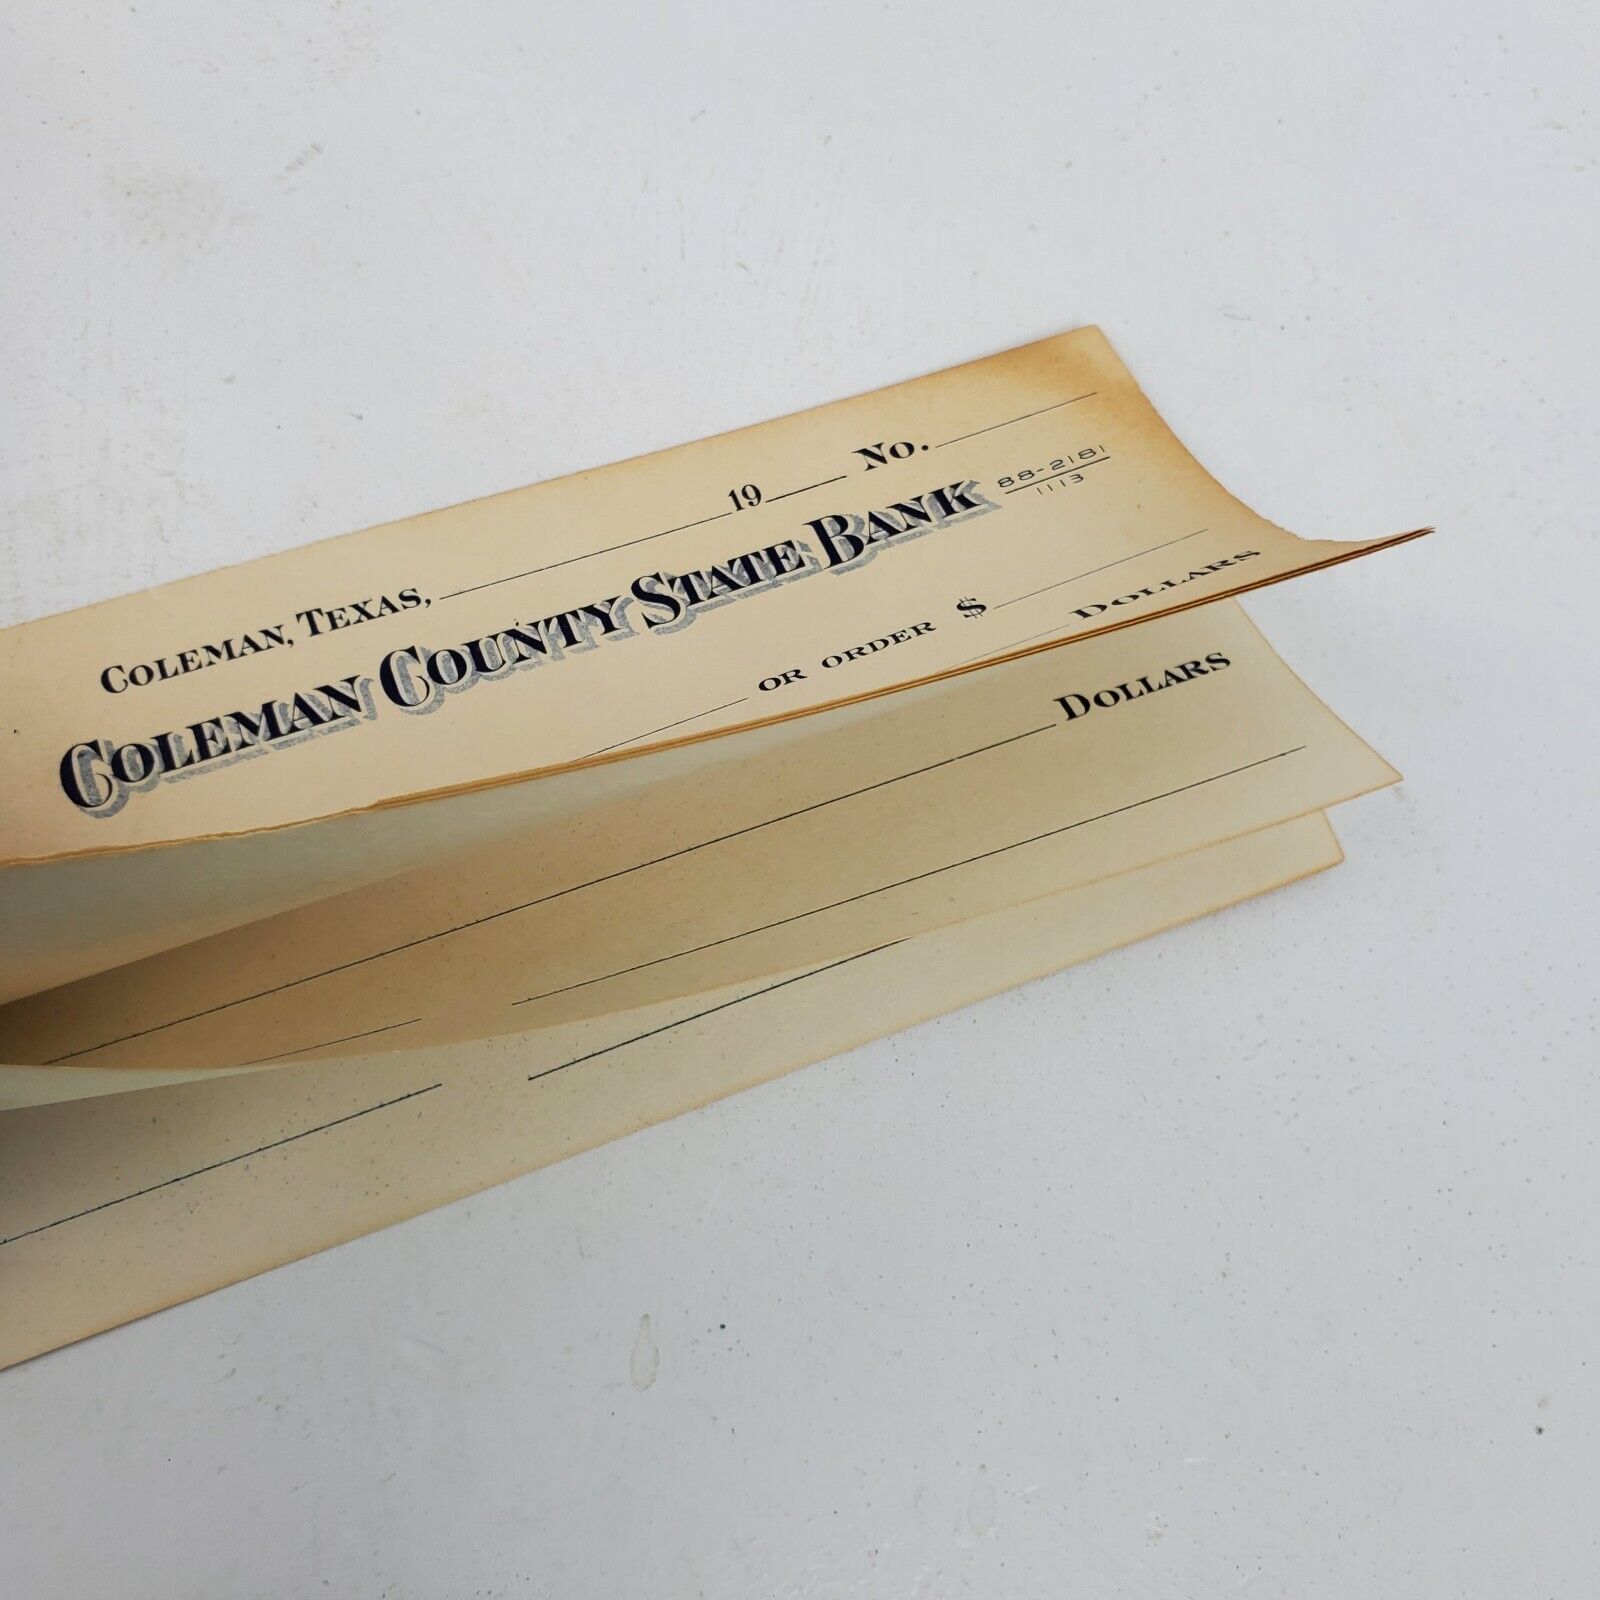 Coleman, Texas, 19 No.
Coleman County State Bank 88-2181
1113
or order $
Dollars
Dollars